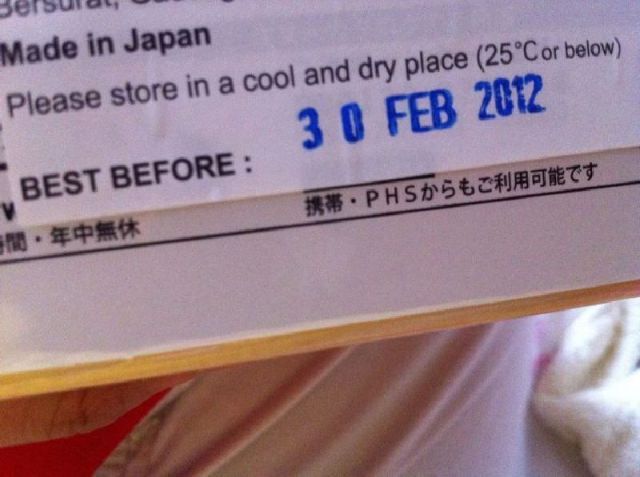 Made in Japan
Please store in a cool and dry place (25°C or below)
30 FEB 2012
BEST BEFORE :
携帯・PHSからもご利用可能です
間・年中無休